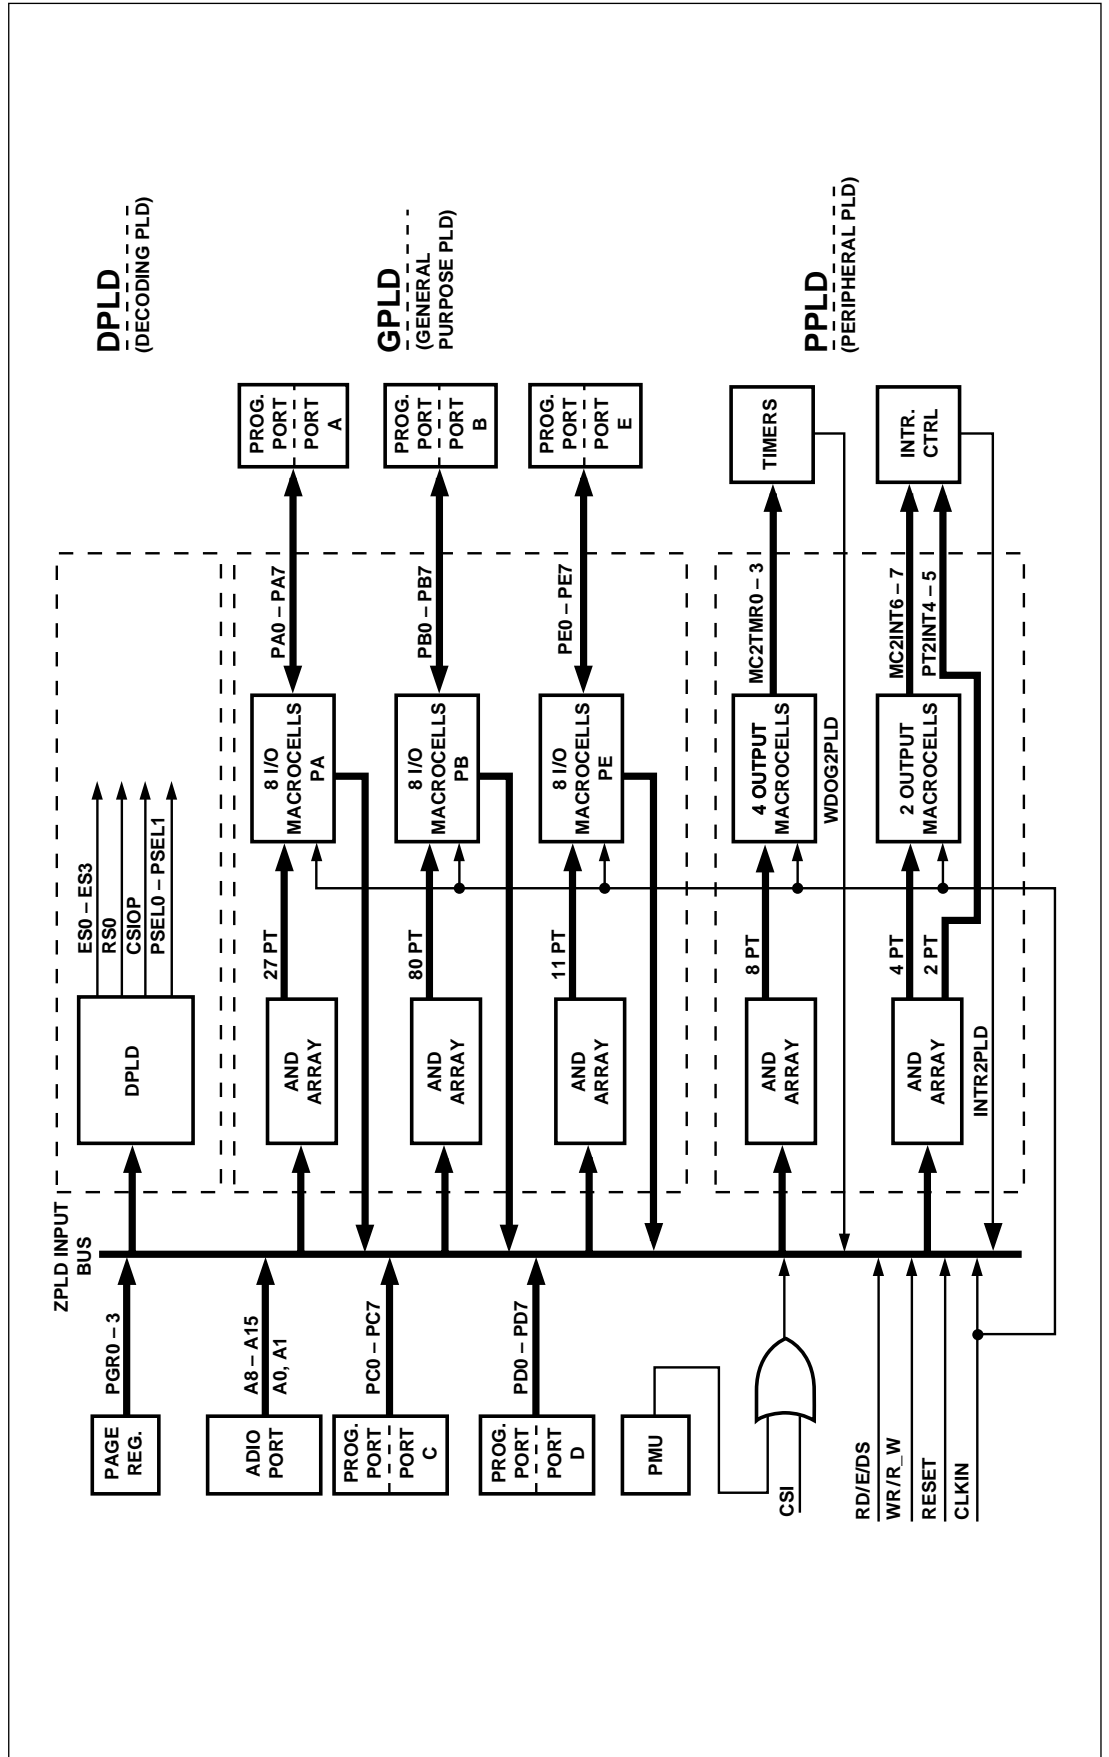 DPLD
(DECODING PLD)
GPLD
(GENERAL
PURPOSE PLD)
PPLD
(PERIPHERAL PLD)
PROG.
PORT
PORT
A
PROG.
PORT
PORT
B
PROG.
PORT
PORT
E
TIMERS
INTR.
CTRL
PA0 – PA7
PB0 – PB7
PE0 – PE7
MC2TMR0 – 3
MC2INT6 – 7
PT2INT4 – 5
ES0 – ES3
RS0
CSIOP
PSEL0 – PSEL1
8 I/O
MACROCELLS
PA
8 I/O
MACROCELLS
PB
8 I/O
MACROCELLS
PE
4 OUTPUT
MACROCELLS
WDOG2PLD
2 OUTPUT
MACROCELLS
27 PT
80 PT
11 PT
8 PT
4 PT
2 PT
DPLD
AND
ARRAY
AND
ARRAY
AND
ARRAY
AND
ARRAY
AND
ARRAY
INTR2PLD
ZPLD INPUT
BUS
PGR0 – 3
A8 – A15
A0, A1
PC0 – PC7
PD0 – PD7
PAGE
REG.
ADIO
PORT
PROG.
PORT
PORT
C
PROG.
PORT
PORT
D
PMU
CSI
RD/E/DS
WR/R_W
RESET
CLKIN